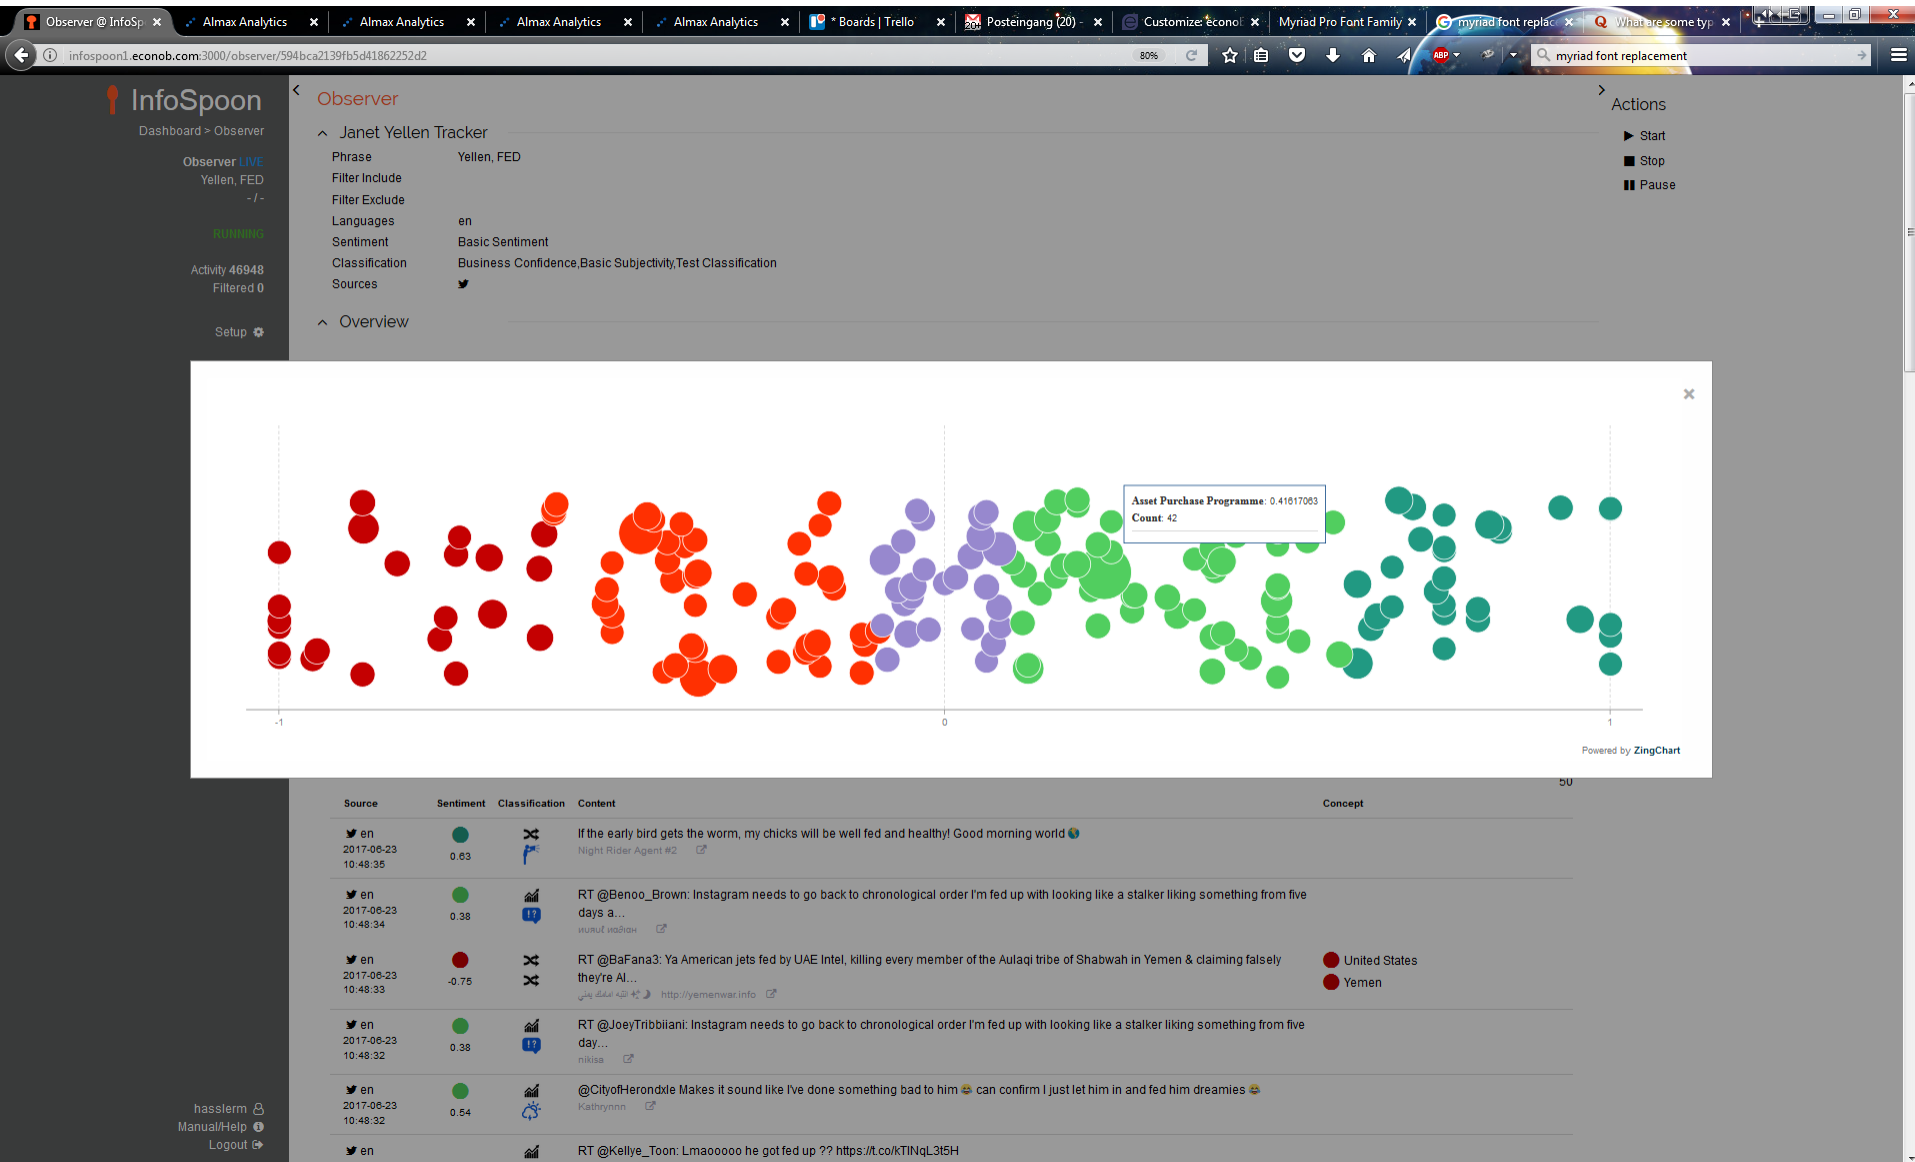 Observer @ InfoSp
Almax Analytics
Almax Analytics
Almax Analytics
Almax Analytics
* Boards | Trello
Posteingang (20) -
Customize: econoB
Myriad Pro Font Family
myriad font replac
What are some typ
infospoon1.econob.com:3000/observer/594bca2139fb5d41862252d2
80%
ABP
myriad font replacement
InfoSpoon
Dashboard > Observer
Observer LIVE
Yellen, FED
- / -
RUNNING
Activity 46948
Filtered 0
Setup
Observer
Janet Yellen Tracker
Phrase Yellen, FED
Filter Include
Filter Exclude
Languages en
Sentiment Basic Sentiment
Classification Business Confidence,Basic Subjectivity,Test Classification
Sources
Overview
Actions
Start
Stop
Pause
Asset Purchase Programme: 0.41617063
Count: 42
-1 0 1
Powered by ZingChart
50
Source Sentiment Classification Content Concept
en
2017-06-23
10:48:35
0.63
If the early bird gets the worm, my chicks will be well fed and healthy! Good morning world
Night Rider Agent #2
en
2017-06-23
10:48:34
0.38
RT @Benoo_Brown: Instagram needs to go back to chronological order I'm fed up with looking like a stalker liking something from five
days a...
en
2017-06-23
10:48:33
-0.75
RT @BaFana3: Ya American jets fed by UAE Intel, killing every member of the Aulaqi tribe of Shabwah in Yemen & claiming falsely
they're Al...
http://yemenwar.info
United States
Yemen
en
2017-06-23
10:48:32
0.38
RT @JoeyTribbiiani: Instagram needs to go back to chronological order I'm fed up with looking like a stalker liking something from five
day...
nikisa
en
2017-06-23
10:48:32
0.54
@CityofHerondxle Makes it sound like I've done something bad to him 😂 can confirm I just let him in and fed him dreamies 😂
Kathrynnn
en
RT @Kellye_Toon: Lmaooooo he got fed up ?? https://t.co/kTINqL3t5H
hasslerm
Manual/Help
Logout